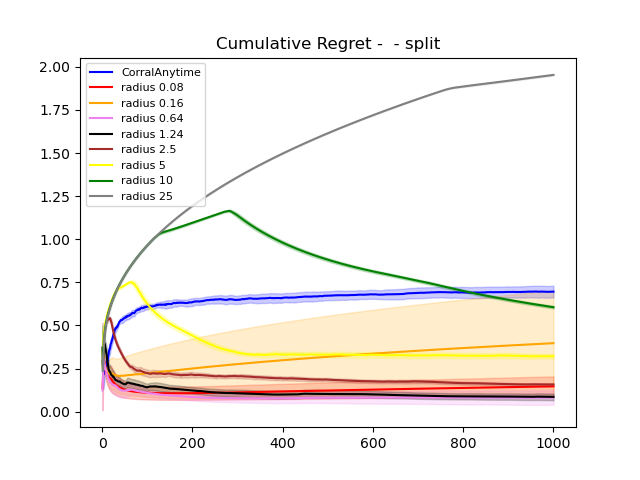 Cumulative Regret -  - split
2.00
1.75
1.50
1.25
1.00
0.75
0.50
0.25
0.00
CorralAnytime
radius 0.08
radius 0.16
radius 0.64
radius 1.24
radius 2.5
radius 5
radius 10
radius 25
0 200 400 600 800 1000